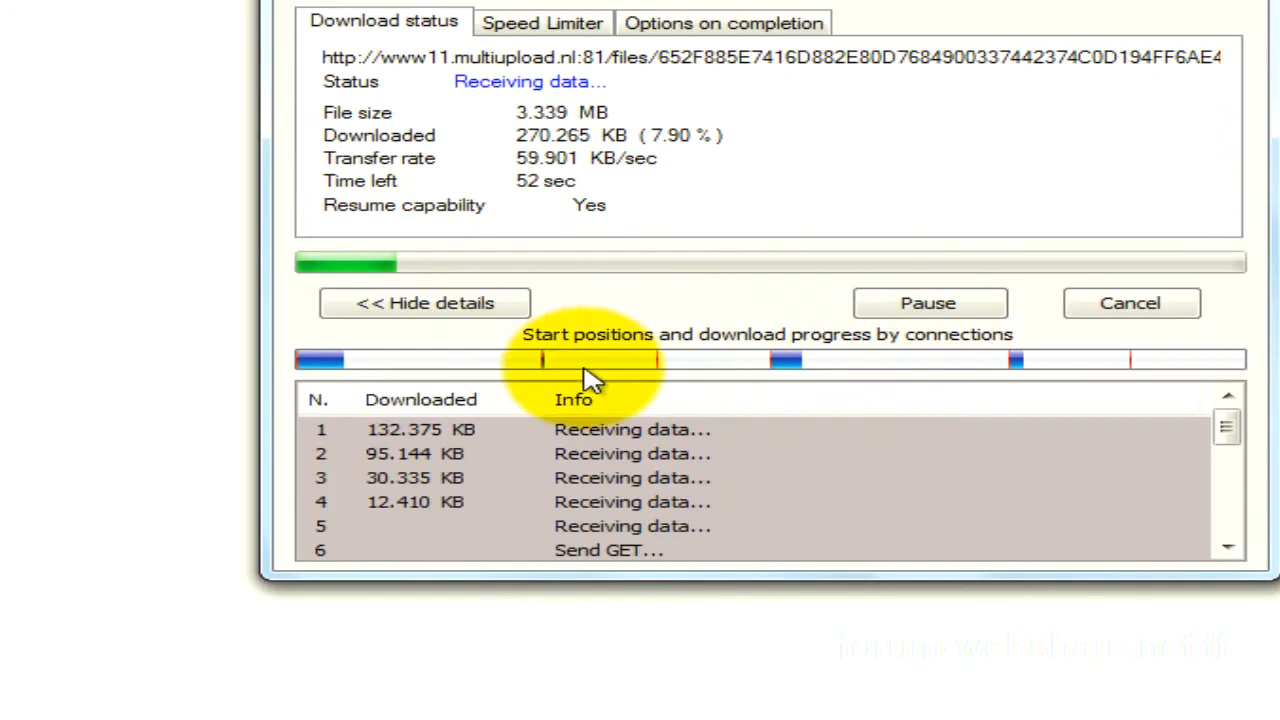 Download status Speed Limiter Options on completion
http://www11.multiupload.nl:81/files/652F885E7416D882E80D7684900337442374C0D194FF6AE4
Status Receiving data...
File size 3.339 MB
Downloaded 270.265 KB ( 7.90 % )
Transfer rate 59.901 KB/sec
Time left 52 sec
Resume capability Yes
<< Hide details Pause Cancel
Start positions and download progress by connections
N. Downloaded Info
1 132.375 KB Receiving data...
2 95.144 KB Receiving data...
3 30.335 KB Receiving data...
4 12.410 KB Receiving data...
5 Receiving data...
6 Send GET...